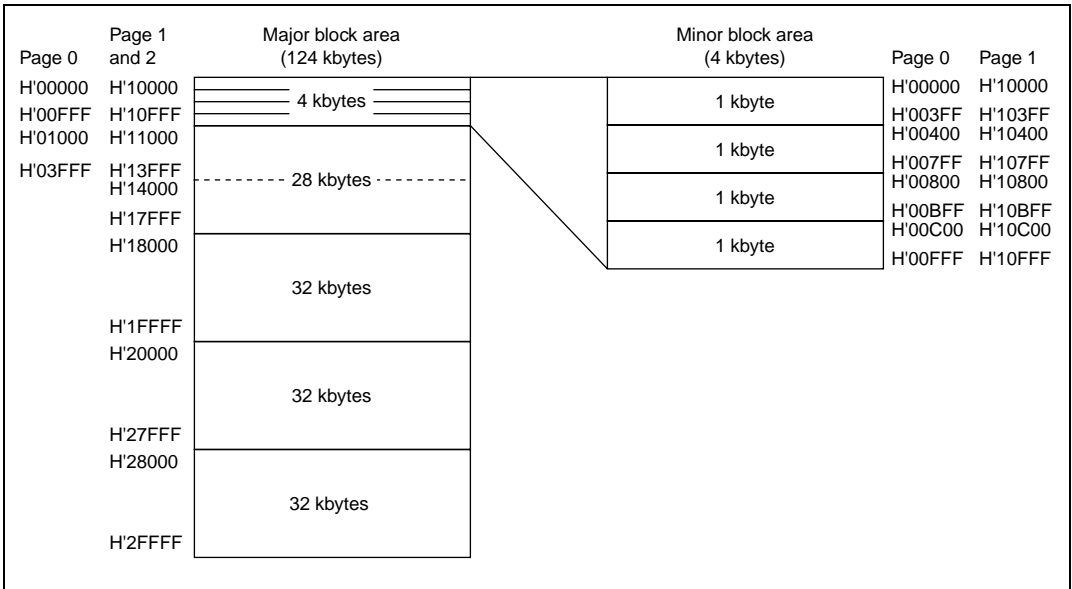 Page 0 Page 1 and 2 Major block area (124 kbytes)
H'00000 H'10000
4 kbytes
H'00FFF H'10FFF
H'01000 H'11000
H'03FFF H'13FFF
H'14000
28 kbytes
H'17FFF
H'18000
32 kbytes
H'1FFFF
H'20000
32 kbytes
H'27FFF
H'28000
32 kbytes
H'2FFFF
Minor block area (4 kbytes) Page 0 Page 1
H'00000 H'10000
1 kbyte
H'003FF H'103FF
H'00400 H'10400
1 kbyte
H'007FF H'107FF
H'00800 H'10800
1 kbyte
H'00BFF H'10BFF
H'00C00 H'10C00
1 kbyte
H'00FFF H'10FFF